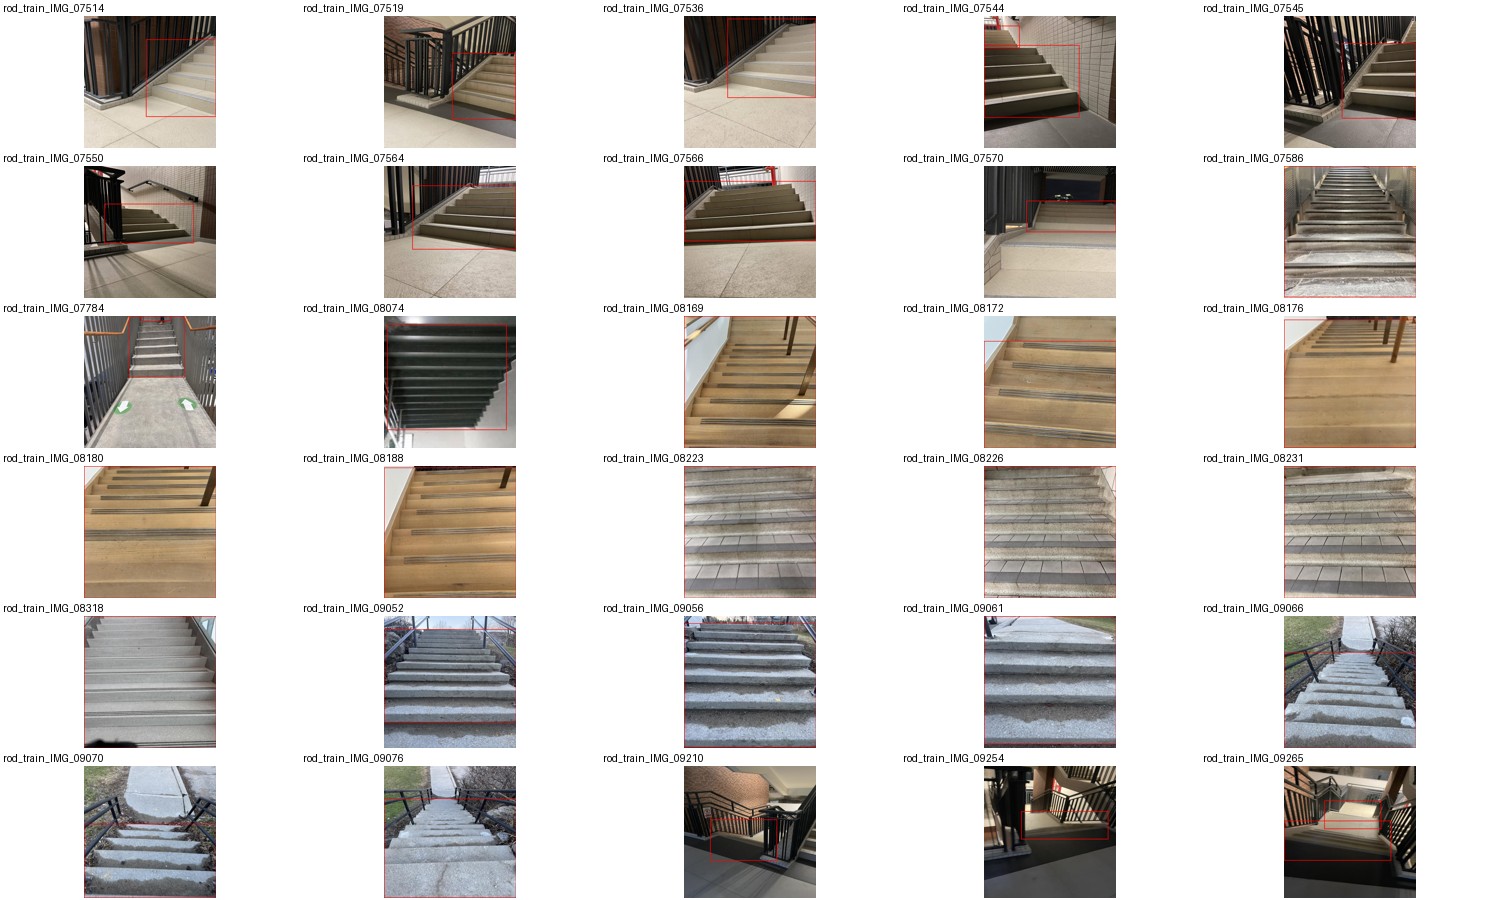 rod_train_IMG_07514
rod_train_IMG_07519
rod_train_IMG_07536
rod_train_IMG_07544
rod_train_IMG_07545
rod_train_IMG_07550
rod_train_IMG_07564
rod_train_IMG_07566
rod_train_IMG_07570
rod_train_IMG_07586
rod_train_IMG_07784
rod_train_IMG_08074
rod_train_IMG_08169
rod_train_IMG_08172
rod_train_IMG_08176
rod_train_IMG_08180
rod_train_IMG_08188
rod_train_IMG_08223
rod_train_IMG_08226
rod_train_IMG_08231
rod_train_IMG_08318
rod_train_IMG_09052
rod_train_IMG_09056
rod_train_IMG_09061
rod_train_IMG_09066
rod_train_IMG_09070
rod_train_IMG_09076
rod_train_IMG_09210
rod_train_IMG_09254
rod_train_IMG_09265